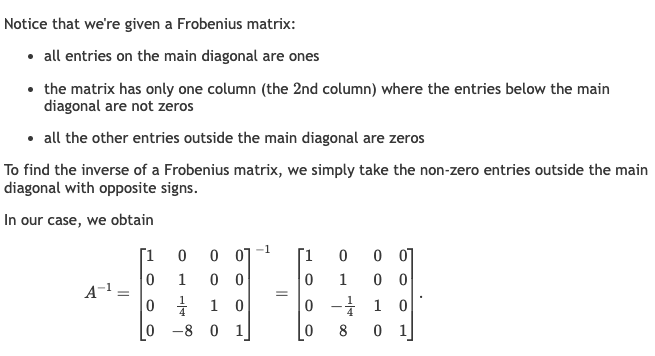 Notice that we're given a Frobenius matrix:
• all entries on the main diagonal are ones
• the matrix has only one column (the 2nd column) where the entries below the main
diagonal are not zeros
• all the other entries outside the main diagonal are zeros
To find the inverse of a Frobenius matrix, we simply take the non-zero entries outside the main
diagonal with opposite signs.
In our case, we obtain
$A^{-1} = \begin{bmatrix} 1 & 0 & 0 & 0 \\ 0 & 1 & 0 & 0 \\ 0 & \frac{1}{4} & 1 & 0 \\ 0 & -8 & 0 & 1 \end{bmatrix}^{-1} = \begin{bmatrix} 1 & 0 & 0 & 0 \\ 0 & 1 & 0 & 0 \\ 0 & -\frac{1}{4} & 1 & 0 \\ 0 & 8 & 0 & 1 \end{bmatrix}.$